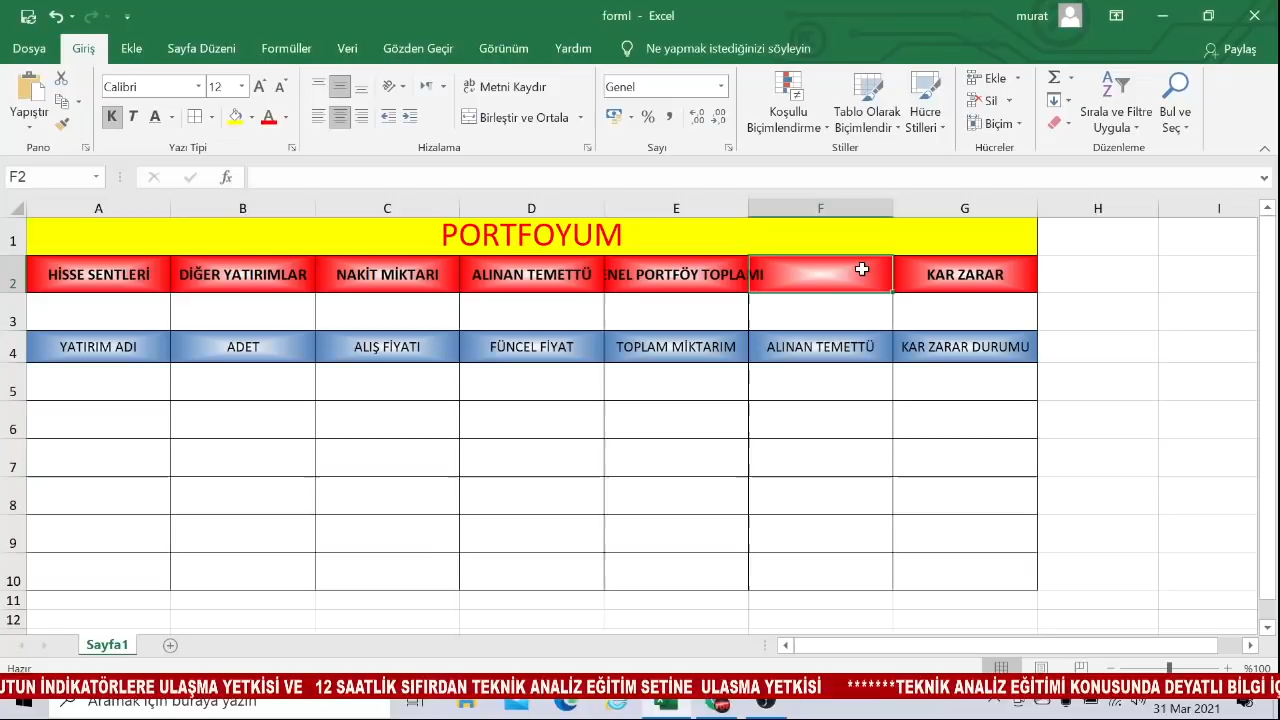 forml - Excel
murat
Dosya Giriş Ekle Sayfa Düzeni Formüller Veri Gözden Geçir Görünüm Yardım Ne yapmak istediğinizi söyleyin Paylaş
Yapıştır
Calibri 12
K T A
Metni Kaydır
Birleştir ve Ortala
Genel
Koşullu Biçimlendirme
Tablo Olarak Biçimlendir
Hücre Stilleri
Ekle
Sil
Biçim
Sırala ve Filtre Uygula
Bul ve Seç
Pano Yazı Tipi Hizalama Sayı Stiller Hücreler Düzenleme
F2 fx
A B C D E F G H I
1 PORTFOYUM
2 HİSSE SENTLERİ DİĞER YATIRIMLAR NAKİT MİKTARI ALINAN TEMETTÜ ENEL PORTFÖY TOPLAMI KAR ZARAR
3
4 YATIRIM ADI ADET ALIŞ FİYATI FÜNCEL FİYAT TOPLAM MİKTARIM ALINAN TEMETTÜ KAR ZARAR DURUMU
5
6
7
8
9
10
11
12
Sayfa1
Hazır %100
UTUN İNDİKATÖRLERE ULAŞMA YETKİSİ VE 12 SAATLİK SIFIRDAN TEKNİK ANALİZ EĞİTİM SETİNE ULASMA YETKİSİ *******TEKNİK ANALİZ EĞİTİMİ KONUSUNDA DEYATLI BİLGİ İÇ
Aramak için buraya yazın
31 Mar 2021